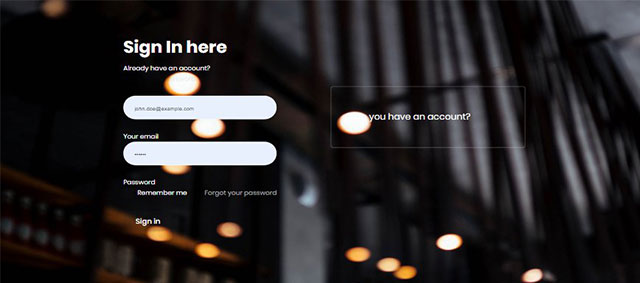 Sign In here
Already have an account?
john.doe@example.com
Your email
••••••
Password
Remember me
Forgot your password
Sign in
you have an account?